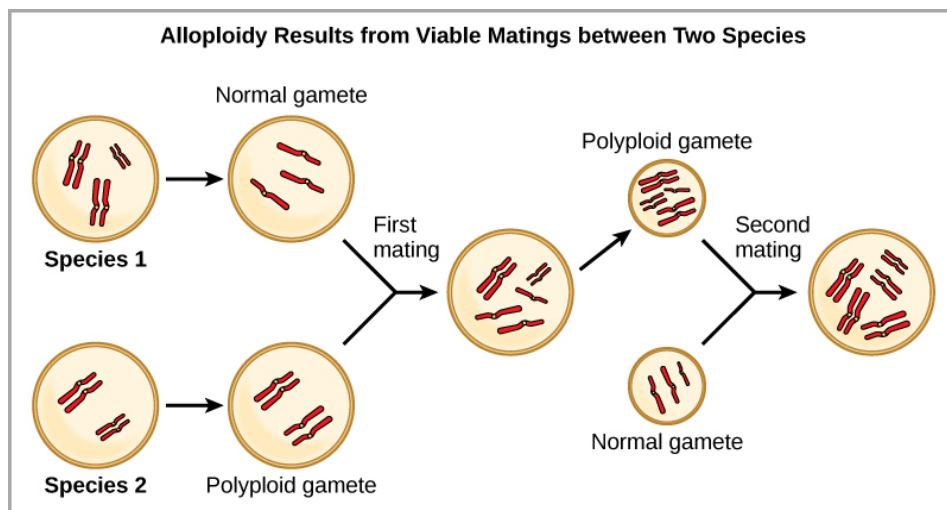 Alloploidy Results from Viable Matings between Two Species
Normal gamete
Species 1
First
mating
Polyploid gamete
Second
mating
Species 2
Polyploid gamete
Normal gamete